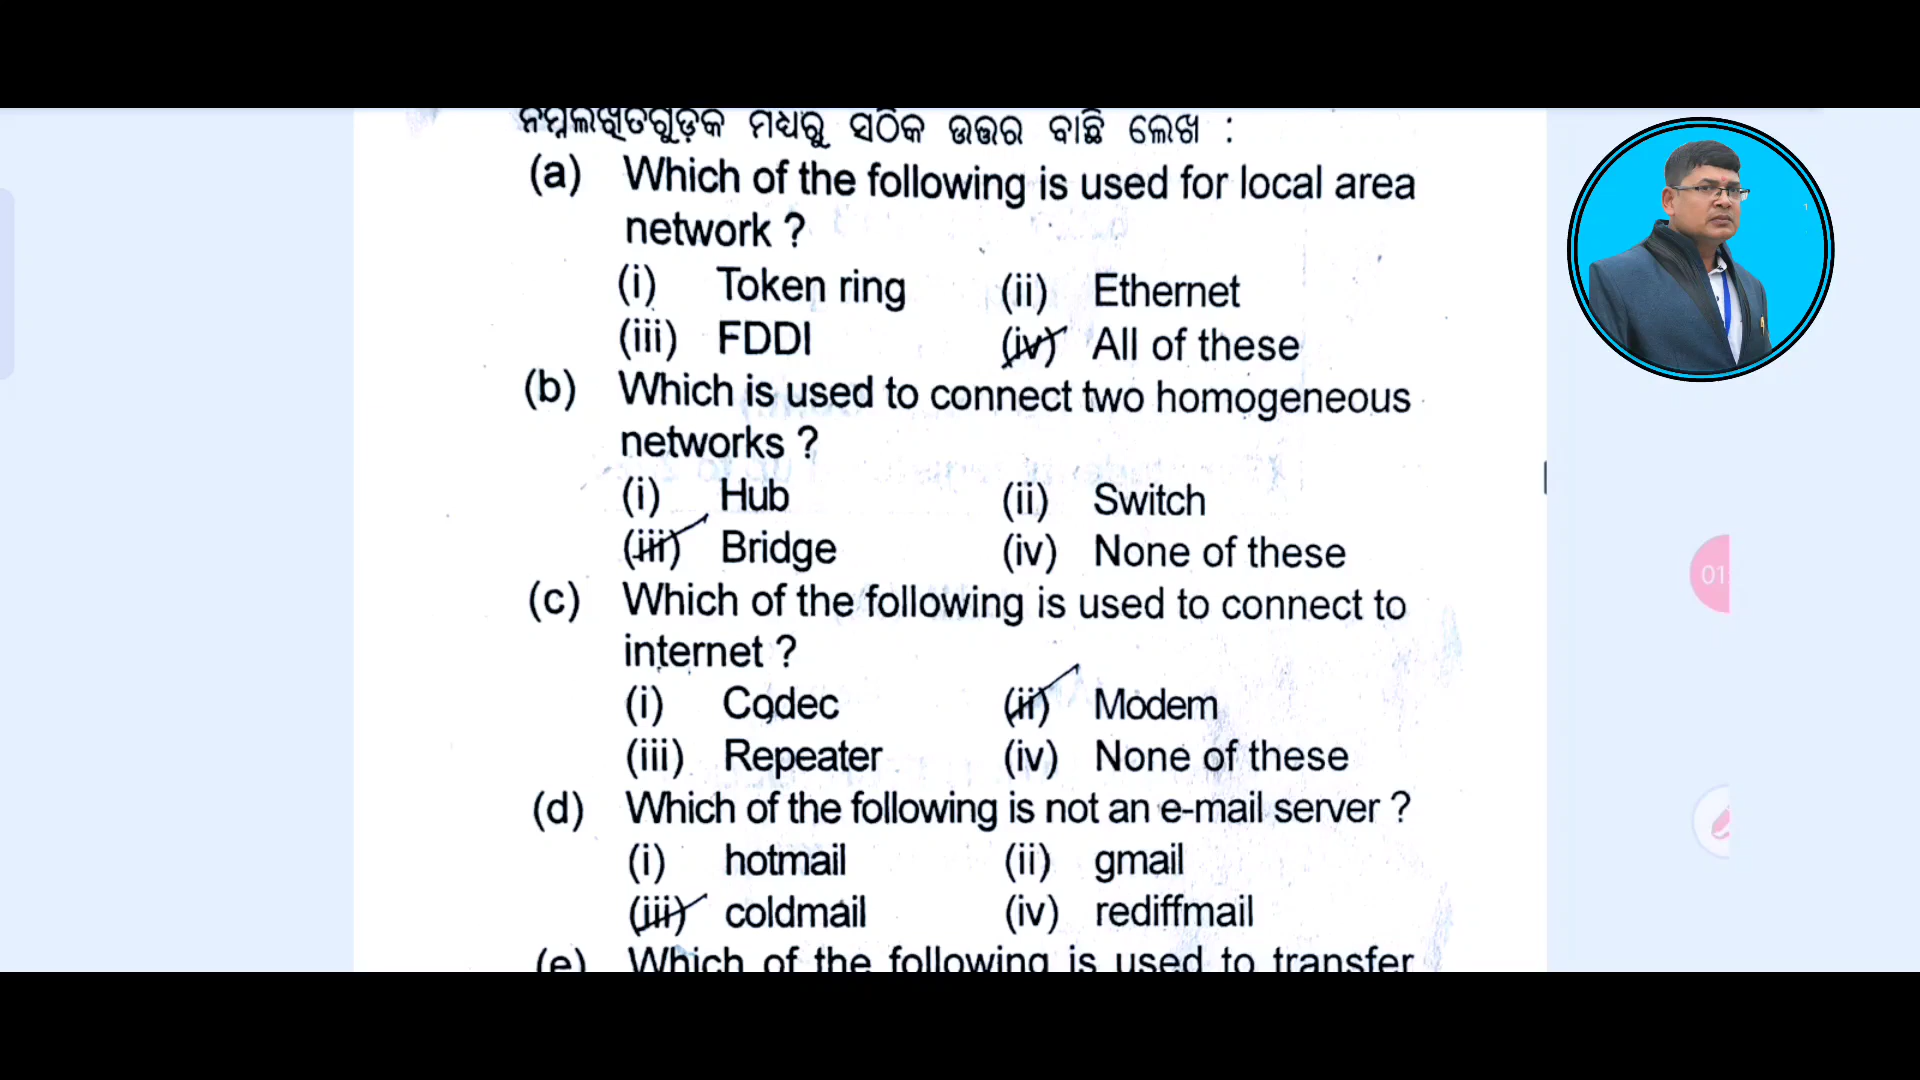 ନିମ୍ନଲିଖିତଗୁଡ଼ିକ ମଧ୍ୟରୁ ସଠିକ ଉତ୍ତର ବାଛି ଲେଖ :
(a) Which of the following is used for local area
network ?
(i) Token ring (ii) Ethernet
(iii) FDDI (iv) All of these
(b) Which is used to connect two homogeneous
networks ?
(i) Hub (ii) Switch
(iii) Bridge (iv) None of these
(c) Which of the following is used to connect to
internet ?
(i) Codec (ii) Modem
(iii) Repeater (iv) None of these
(d) Which of the following is not an e-mail server ?
(i) hotmail (ii) gmail
(iii) coldmail (iv) rediffmail
(e) Which of the following is used to transfer
01